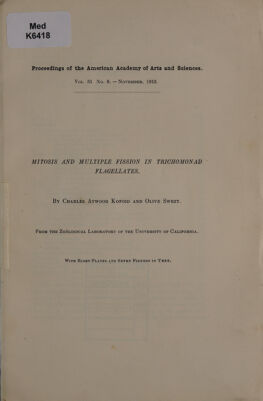 Med
K6418
Proceedings of the American Academy of Arts and Sciences.
Vol. 51. No. 6. — November, 1915.
MITOSIS AND MULTIPLE FISSION IN TRICHOMONAD
FLAGELLATES.
By Charles Atwood Kofoid and Olive Swezy.
From the Zoölogical Laboratory of the University of California.
With Eight Plates and Seven Figures in Text.